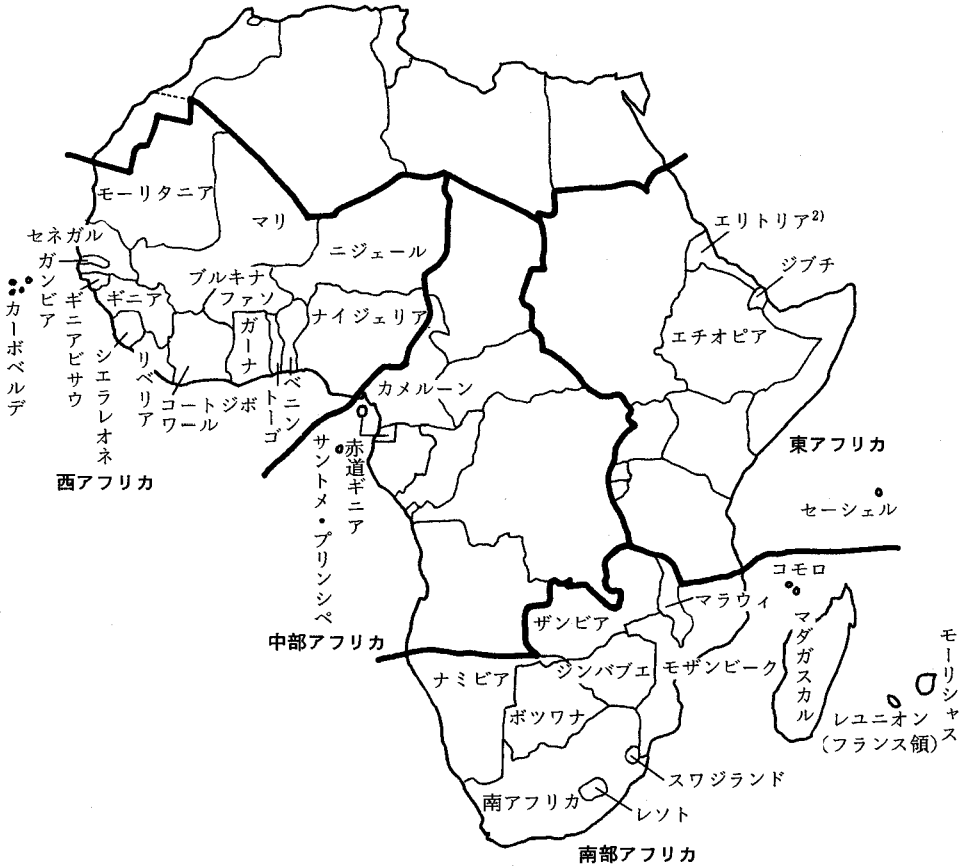 モーリタニア
マリ
ニジェール
セネガル
ガンビア
カーボベルデ
ギニアビサウ
ギニア
シエラレオネ
リベリア
コートジボ
ワール
ブルキナ
ファソ
ガーナ
トーゴ
ベニン
ナイジェリア
西アフリカ
カメルーン
赤道ギニア
サントメ・プリンシペ
中部アフリカ
エリトリア2)
ジブチ
エチオピア
東アフリカ
セーシェル
コモロ
マラウィ
ザンビア
マダガスカル
モーリシャス
ナミビア
ジンバブエ
モザンビーク
ボツワナ
レユニオン
(フランス領)
スワジランド
南アフリカ
レソト
南部アフリカ